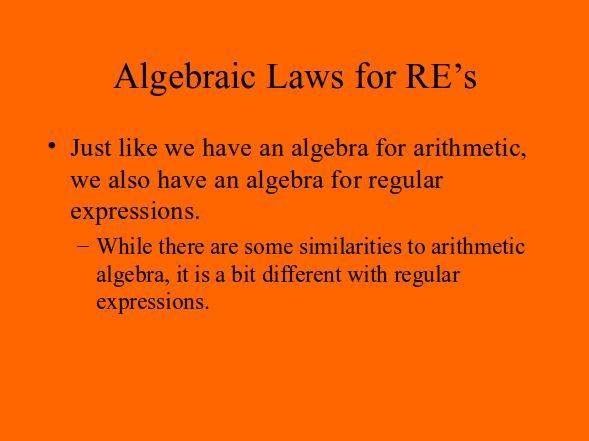 Algebraic Laws for RE’s
• Just like we have an algebra for arithmetic,
we also have an algebra for regular
expressions.
– While there are some similarities to arithmetic
algebra, it is a bit different with regular
expressions.